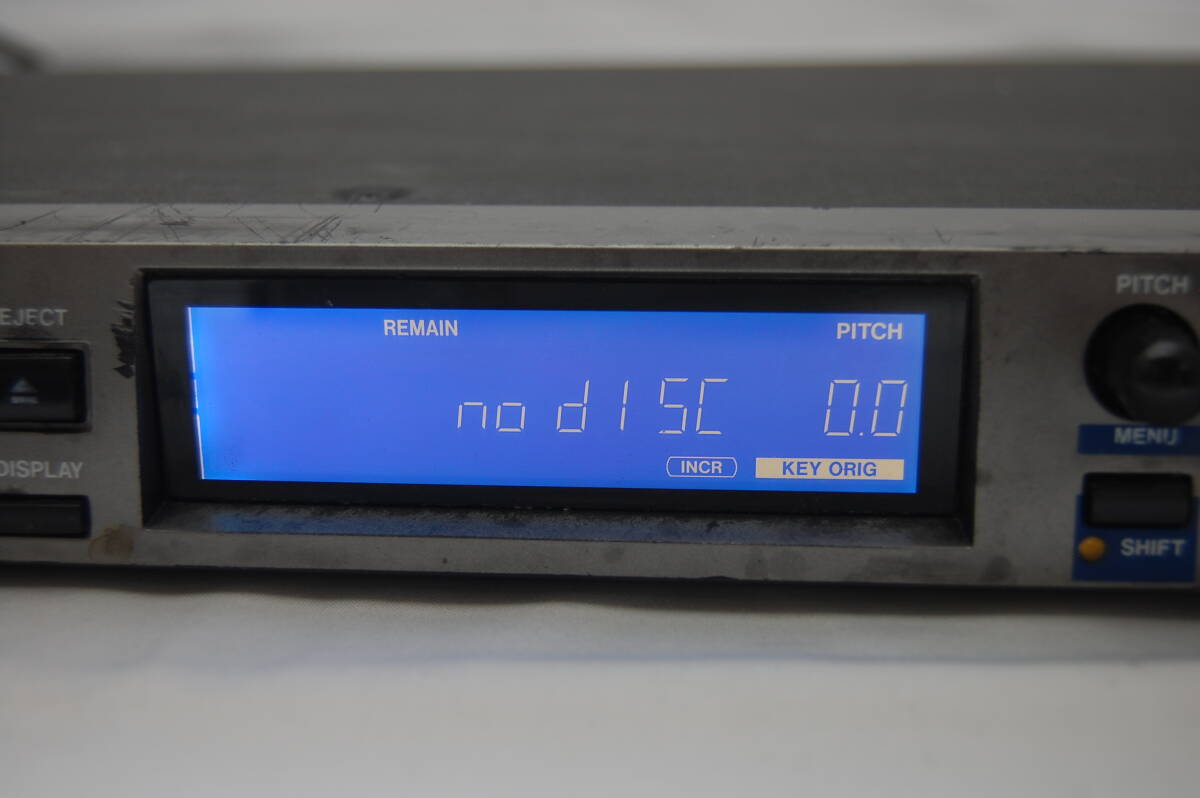 EJECT
DISPLAY
REMAIN
PITCH
no dISC
0.0
INCR
KEY ORIG
PITCH
MENU
SHIFT